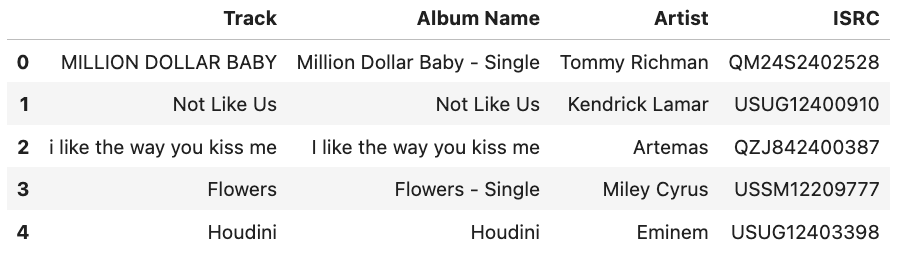 Track Album Name Artist ISRC
0 MILLION DOLLAR BABY Million Dollar Baby - Single Tommy Richman QM24S2402528
1 Not Like Us Not Like Us Kendrick Lamar USUG12400910
2 i like the way you kiss me I like the way you kiss me Artemas QZJ842400387
3 Flowers Flowers - Single Miley Cyrus USSM12209777
4 Houdini Houdini Eminem USUG12403398